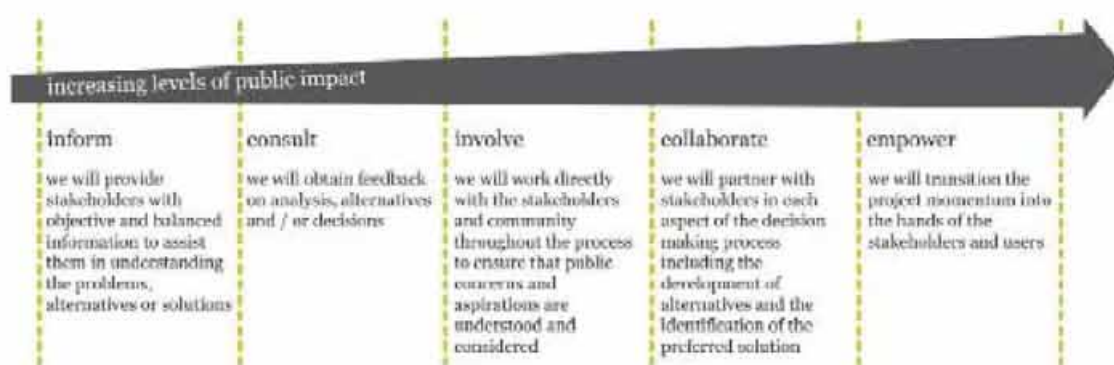 increasing levels of public impact
inform
we will provide
stakeholders with
objective and balanced
information to assist
them in understanding
the problems,
alternatives or solutions
consult
we will obtain feedback
on analysis, alternatives
and / or decisions
involve
we will work directly
with the stakeholders
and community
throughout the process
to ensure that public
concerns and
aspirations are
understood and
considered
collaborate
we will partner with
stakeholders in each
aspect of the decision
making process
including the
development of
alternatives and the
identification of the
preferred solution
empower
we will transition the
project momentum into
the hands of the
stakeholders and users